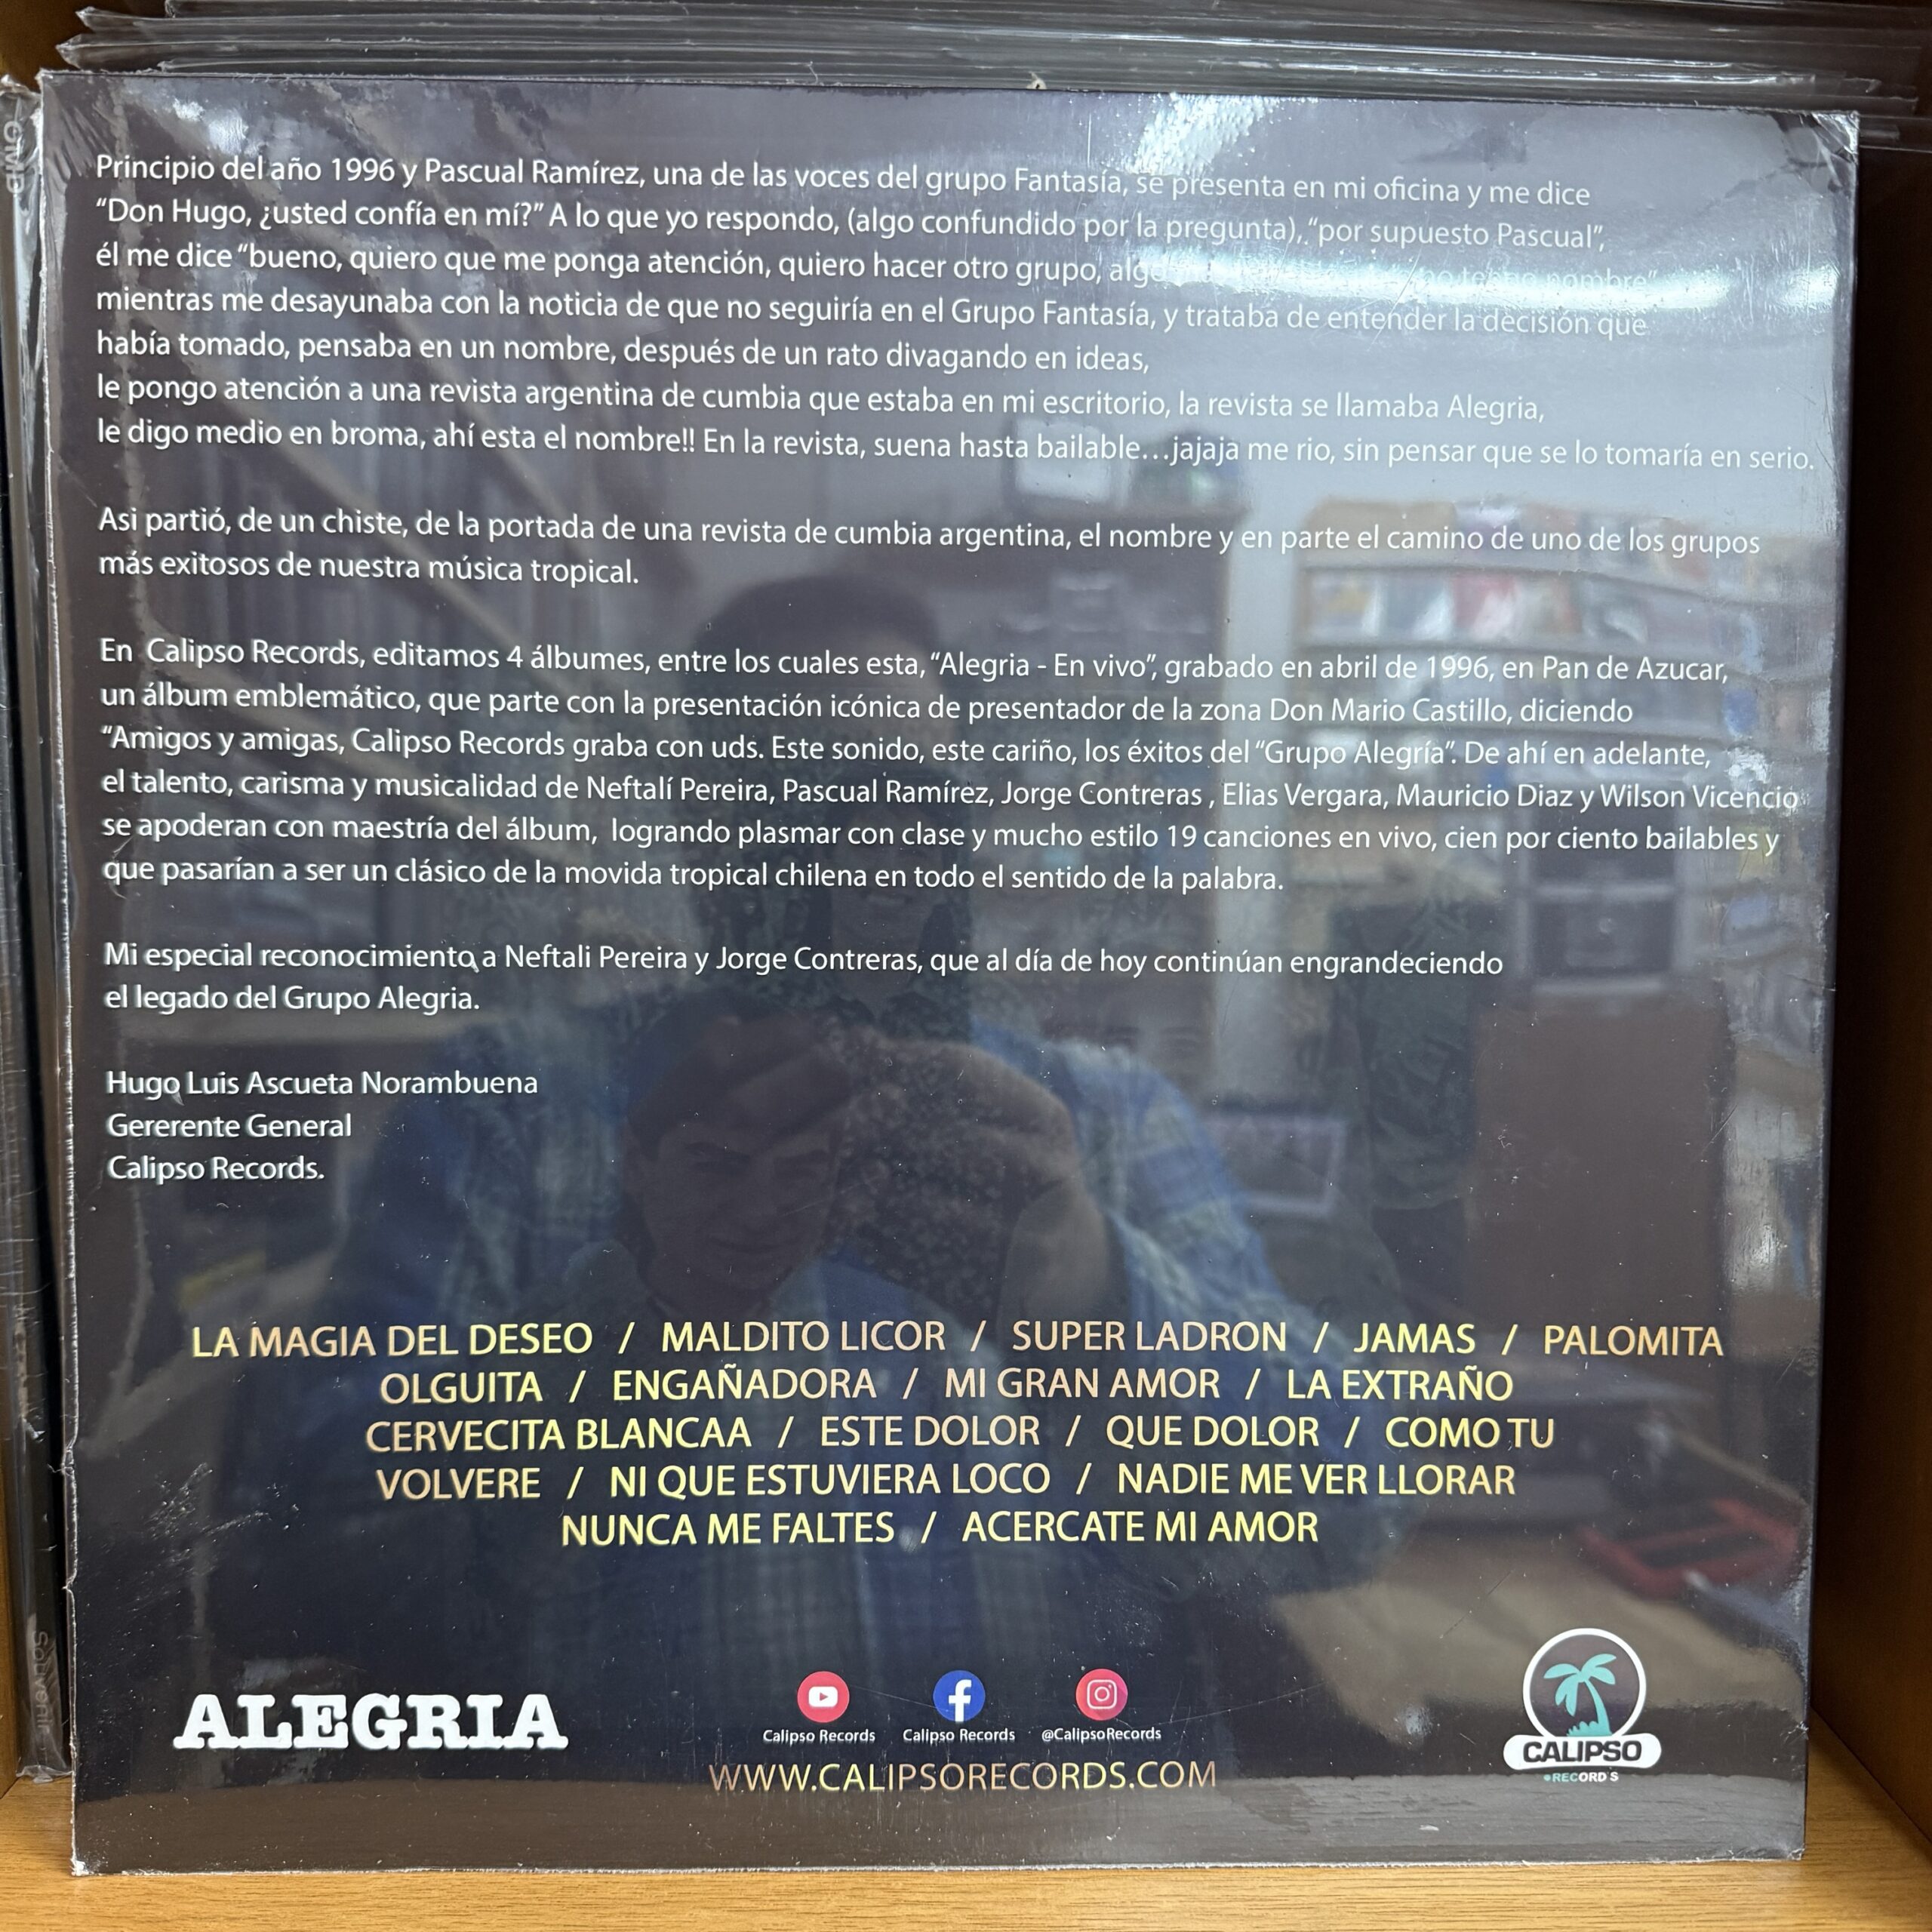 Principio del año 1996 y Pascual Ramírez, una de las voces del grupo Fantasía, se presenta en mi oficina y me dice
“Don Hugo, ¿usted confía en mí?” A lo que yo respondo, (algo confundido por la pregunta), “por supuesto Pascual”,
él me dice “bueno, quiero que me ponga atención, quiero hacer otro grupo, algo no tengo nombre”
mientras me desayunaba con la noticia de que no seguiría en el Grupo Fantasía, y trataba de entender la decisión que
había tomado, pensaba en un nombre, después de un rato divagando en ideas,
le pongo atención a una revista argentina de cumbia que estaba en mi escritorio, la revista se llamaba Alegria,
le digo medio en broma, ahí esta el nombre!! En la revista, suena hasta bailable...jajaja me rio, sin pensar que se lo tomaría en serio.
Asi partió, de un chiste, de la portada de una revista de cumbia argentina, el nombre y en parte el camino de uno de los grupos
más exitosos de nuestra música tropical.
En Calipso Records, editamos 4 álbumes, entre los cuales esta, “Alegria - En vivo”, grabado en abril de 1996, en Pan de Azucar,
un álbum emblemático, que parte con la presentación icónica de presentador de la zona Don Mario Castillo, diciendo
“Amigos y amigas, Calipso Records graba con uds. Este sonido, este cariño, los éxitos del “Grupo Alegría”. De ahí en adelante,
el talento, carisma y musicalidad de Neftalí Pereira, Pascual Ramírez, Jorge Contreras , Elias Vergara, Mauricio Diaz y Wilson Vicencio
se apoderan con maestría del álbum, logrando plasmar con clase y mucho estilo 19 canciones en vivo, cien por ciento bailables y
que pasarían a ser un clásico de la movida tropical chilena en todo el sentido de la palabra.
Mi especial reconocimiento a Neftali Pereira y Jorge Contreras, que al día de hoy continúan engrandeciendo
el legado del Grupo Alegria.
Hugo Luis Ascueta Norambuena
Gererente General
Calipso Records.
LA MAGIA DEL DESEO / MALDITO LICOR / SUPER LADRON / JAMAS / PALOMITA
OLGUITA / ENGAÑADORA / MI GRAN AMOR / LA EXTRAÑO
CERVECITA BLANCAA / ESTE DOLOR / QUE DOLOR / COMO TU
VOLVERE / NI QUE ESTUVIERA LOCO / NADIE ME VER LLORAR
NUNCA ME FALTES / ACERCATE MI AMOR
ALEGRIA
Calipso Records Calipso Records @CalipsoRecords
WWW.CALIPSORECORDS.COM
CALIPSO
RECORD'S